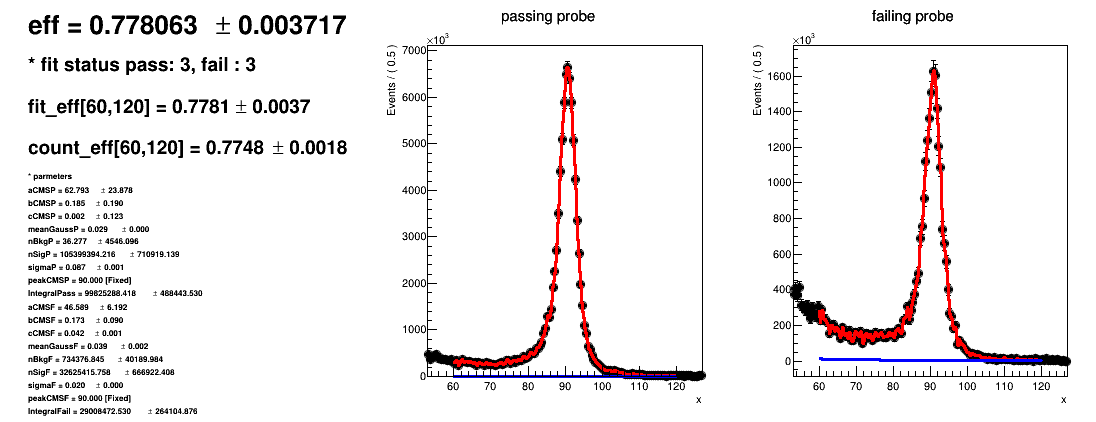 eff = 0.778063 ± 0.003717
* fit status pass: 3, fail : 3
fit_eff[60,120] = 0.7781 ± 0.0037
count_eff[60,120] = 0.7748 ± 0.0018
* parmeters
aCMSP = 62.793 ± 23.878
bCMSP = 0.185 ± 0.190
cCMSP = 0.002 ± 0.123
meanGaussP = 0.029 ± 0.000
nBkgP = 36.277 ± 4546.096
nSigP = 105399394.216 ± 710919.139
sigmaP = 0.087 ± 0.001
peakCMSP = 90.000 [Fixed]
IntegralPass = 99825288.418 ± 488443.530
aCMSF = 46.589 ± 6.192
bCMSF = 0.173 ± 0.090
cCMSF = 0.042 ± 0.001
meanGaussF = 0.039 ± 0.002
nBkgF = 734376.845 ± 40189.984
nSigF = 32625415.758 ± 666922.408
sigmaF = 0.020 ± 0.000
peakCMSF = 90.000 [Fixed]
IntegralFail = 29008472.530 ± 264104.876
passing probe
×10³
Events / ( 0.5 )
7000
6000
5000
4000
3000
2000
1000
0
60 70 80 90 100 110 120
x
failing probe
×10³
Events / ( 0.5 )
1600
1400
1200
1000
800
600
400
200
0
60 70 80 90 100 110 120
x